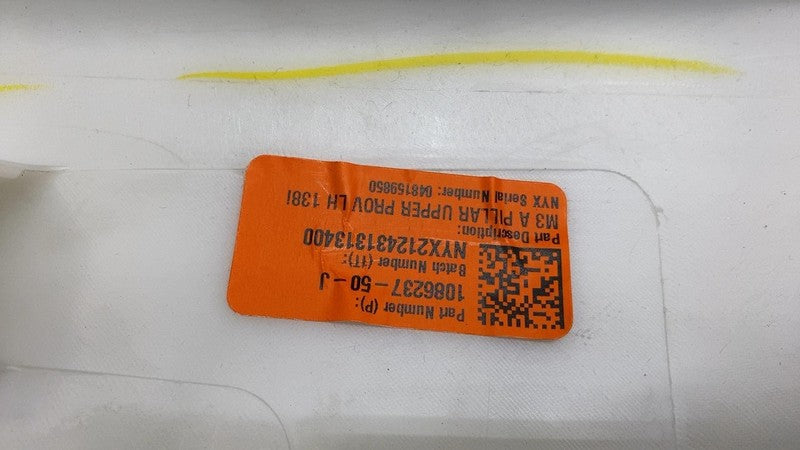 Part Number (P):
1086237-50-J
Batch Number (1T):
NYX212431313400
Part Description:
M3 A PILLAR UPPER PROV LH 138i
NYX Serial Number: 048159850